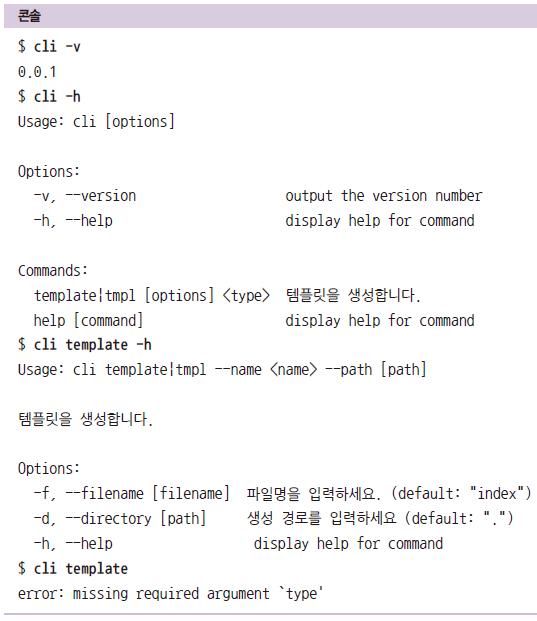 콘솔
$ cli -v
0.0.1
$ cli -h
Usage: cli [options]
Options:
-v, --version output the version number
-h, --help display help for command
Commands:
template|tmpl [options] <type> 템플릿을 생성합니다.
help [command] display help for command
$ cli template -h
Usage: cli template|tmpl --name <name> --path [path]
템플릿을 생성합니다.
Options:
-f, --filename [filename] 파일명을 입력하세요. (default: "index")
-d, --directory [path] 생성 경로를 입력하세요 (default: ".")
-h, --help display help for command
$ cli template
error: missing required argument `type'